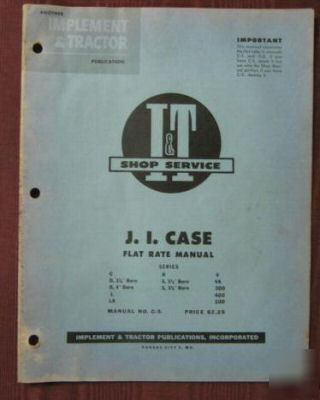 ANOTHER
IMPLEMENT
& TRACTOR
PUBLICATION
IMPORTANT
I&T
SHOP SERVICE
J. I. CASE
FLAT RATE MANUAL
SERIES
C
D, 3⅞" Bore
D, 4" Bore
L
LA
R
S, 3¼" Bore
S, 3½" Bore
V
VA
300
400
500
MANUAL NO. C-5.
PRICE $2.25
IMPLEMENT & TRACTOR PUBLICATIONS, INCORPORATED
KANSAS CITY 5, MO.